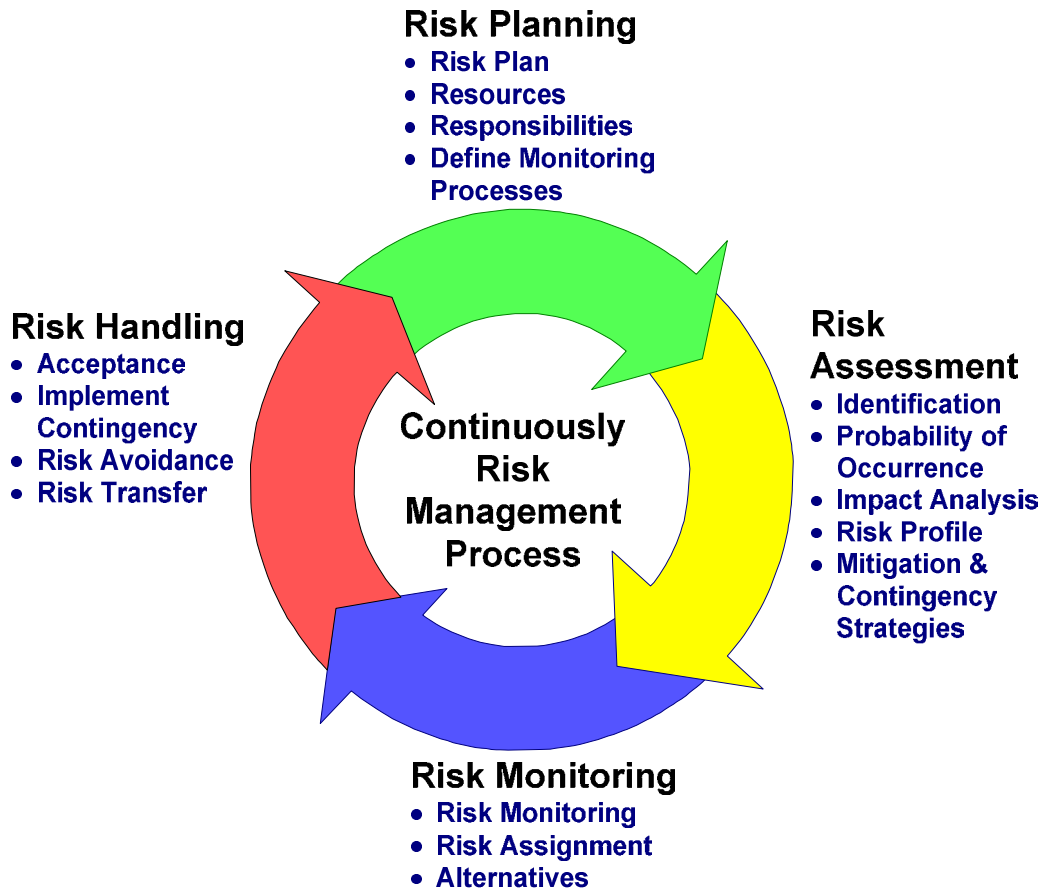 Risk Planning
• Risk Plan
• Resources
• Responsibilities
• Define Monitoring
Processes
Risk Handling
• Acceptance
• Implement
Contingency
• Risk Avoidance
• Risk Transfer
Continuously
Risk
Management
Process
Risk
Assessment
• Identification
• Probability of
Occurrence
• Impact Analysis
• Risk Profile
• Mitigation &
Contingency
Strategies
Risk Monitoring
• Risk Monitoring
• Risk Assignment
• Alternatives